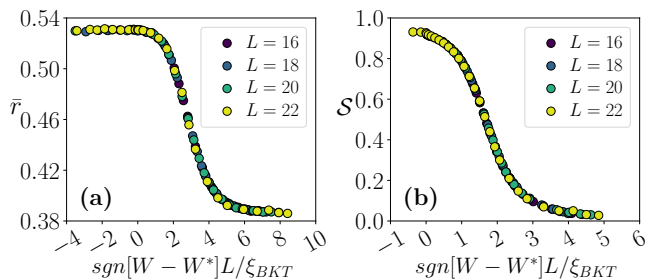 0.54
0.50
0.46
0.42
0.38
r̄
L = 16
L = 18
L = 20
L = 22
(a)
−4 −2 0 2 4 6 8 10
sgn[W − W*]L/ξ_BKT
1.0
0.8
0.6
0.4
0.2
0.0
S
L = 16
L = 18
L = 20
L = 22
(b)
−1 0 1 2 3 4 5 6
sgn[W − W*]L/ξ_BKT